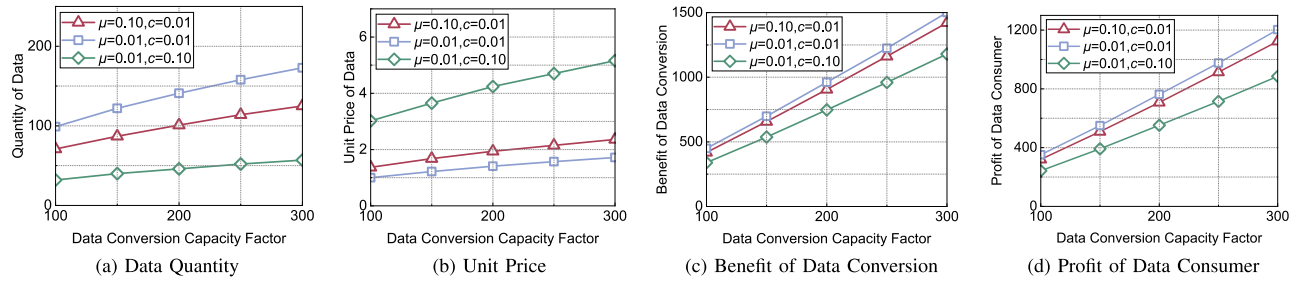 Quantity of Data
250
200
100
0
μ=0.10,c=0.01
μ=0.01,c=0.01
μ=0.01,c=0.10
100
200
300
Data Conversion Capacity Factor
(a) Data Quantity
Unit Price of Data
6
4
2
0
μ=0.10,c=0.01
μ=0.01,c=0.01
μ=0.01,c=0.10
100
200
300
Data Conversion Capacity Factor
(b) Unit Price
Benefit of Data Conversion
1500
1000
500
0
μ=0.10,c=0.01
μ=0.01,c=0.01
μ=0.01,c=0.10
100
200
300
Data Conversion Capacity Factor
(c) Benefit of Data Conversion
Profit of Data Consumer
1200
800
400
0
μ=0.10,c=0.01
μ=0.01,c=0.01
μ=0.01,c=0.10
100
200
300
Data Conversion Capacity Factor
(d) Profit of Data Consumer